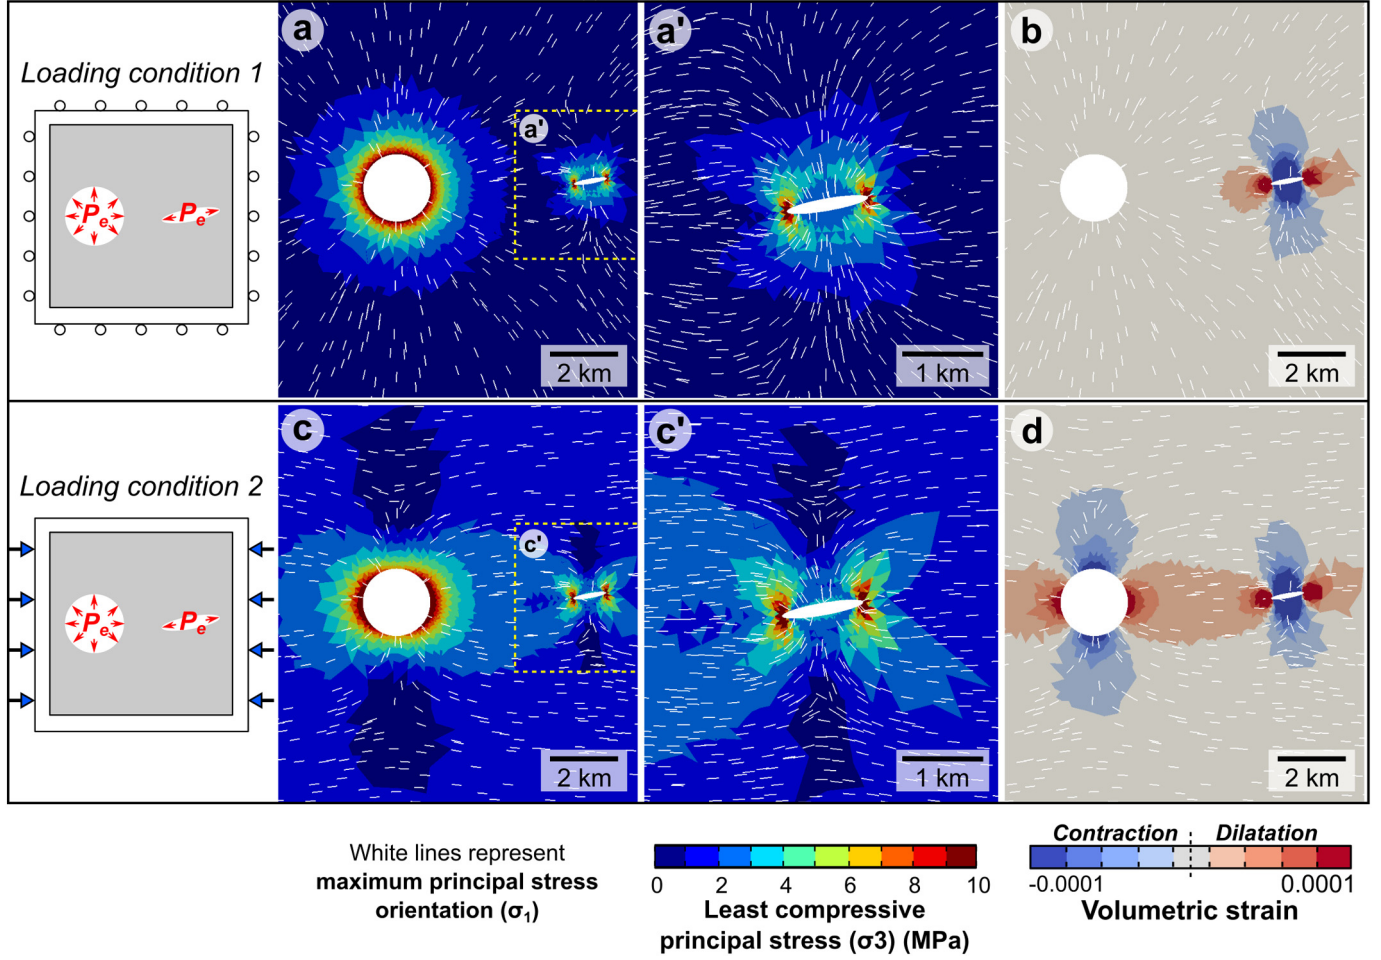 Loading condition 1
Pe
Pe
a
a'
2 km
a'
1 km
b
2 km
Loading condition 2
Pe
Pe
c
c'
2 km
c'
1 km
d
2 km
White lines represent
maximum principal stress
orientation (σ1)
0 2 4 6 8 10
Least compressive
principal stress (σ3) (MPa)
Contraction Dilatation
-0.0001 0.0001
Volumetric strain